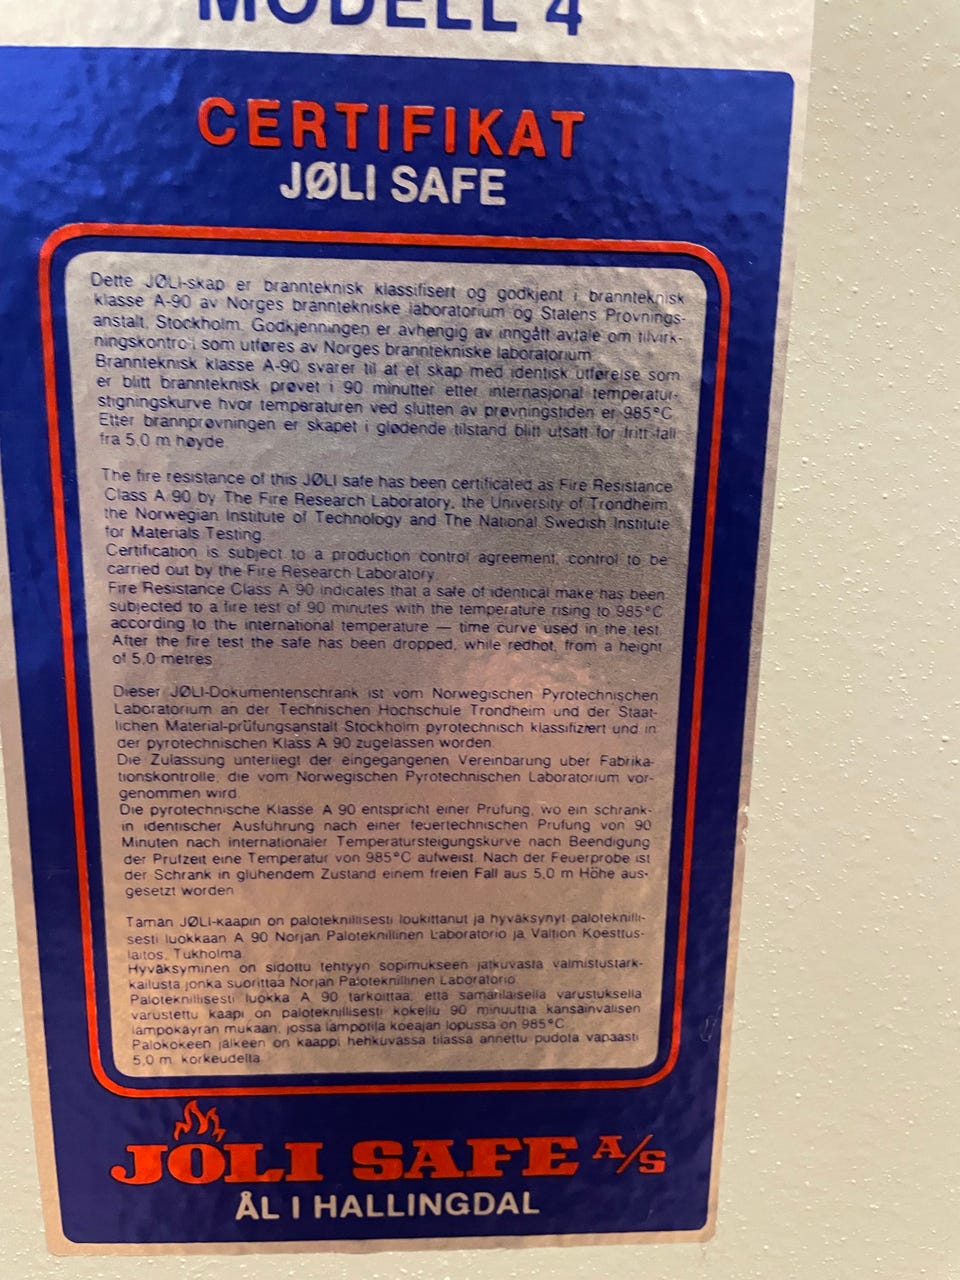 MODELL 4
CERTIFIKAT
JØLI SAFE
Dette JØLI-skap er brannteknisk klassifisert og godkjent i brannteknisk
klasse A-90 av Norges branntekniske laboratorium og Statens Provnings-
anstalt, Stockholm. Godkjenningen er avhengig av inngått avtale om tilvirk-
ningskontroll som utføres av Norges branntekniske laboratorium.
Brannteknisk klasse A-90 svarer til at et skap med identisk utførelse som
er blitt brannteknisk prøvet i 90 minutter etter internasjonal temperatur-
stigningskurve hvor temperaturen ved slutten av prøvningstiden er 985°C.
Etter brannprøvningen er skapet i glødende tilstand blitt utsatt for fritt fall
fra 5,0 m høyde.
The fire resistance of this JØLI safe has been certificated as Fire Resistance
Class A 90 by The Fire Research Laboratory, the University of Trondheim,
the Norwegian Institute of Technology and The National Swedish Institute
for Materials Testing.
Certification is subject to a production control agreement, control to be
carried out by the Fire Research Laboratory.
Fire Resistance Class A 90 indicates that a safe of identical make has been
subjected to a fire test of 90 minutes with the temperature rising to 985°C
according to the international temperature — time curve used in the test.
After the fire test the safe has been dropped, while redhot, from a height
of 5,0 metres.
Dieser JØLI-Dokumentenschrank ist vom Norwegischen Pyrotechnischen
Laboratorium an der Technischen Hochschule Trondheim und der Staat-
lichen Material-prüfungsanstalt Stockholm pyrotechnisch klassifiziert und in
der pyrotechnischen Klass A 90 zugelassen worden.
Die Zulassung unterliegt der eingegangenen Vereinbarung uber Fabrika-
tionskontrolle, die vom Norwegischen Pyrotechnischen Laboratorium vor-
genommen wird.
Die pyrotechnische Klasse A 90 entspricht einer Prüfung, wo ein schrank-
in identischer Ausführung nach einer feuertechnischen Prüfung von 90
Minuten nach internationaler Temperatursteigungskurve nach Beendigung
der Prufzeit eine Temperatur von 985°C aufweist. Nach der Feuerprobe ist
der Schrank in gluhendem Zustand einem freien Fall aus 5,0 m Höhe aus-
gesetzt worden.
Tämän JØLI-kaapin on paloteknillisesti loukittanut ja hyväksynyt paloteknilli-
sesti luokkaan A 90 Norjan Paloteknillinen Laboratorio ja Valtion Koesttus-
laitos, Tukholma.
Hyväksyminen on sidottu tehtyyn sopimukseen jatkuvasta valmistustark-
kailusta jonka suorittaa Norjan Paloteknillinen Laboratorio.
Paloteknillisesti luokka A 90 tarkoittaa, että samanlaisella varustuksella
varustettu kaapi on paloteknillisesti kokeiltu 90 minuuttia kansainvälisen
lämpokäyrän mukaan, jossa lämpotila koeajan lopussa on 985°C.
Palokokeen jälkeen on kaappi hehkuvassa tilassa annettu pudota vapaasti
5,0 m. korkeudelta.
JØLI SAFE A/S
ÅL I HALLINGDAL